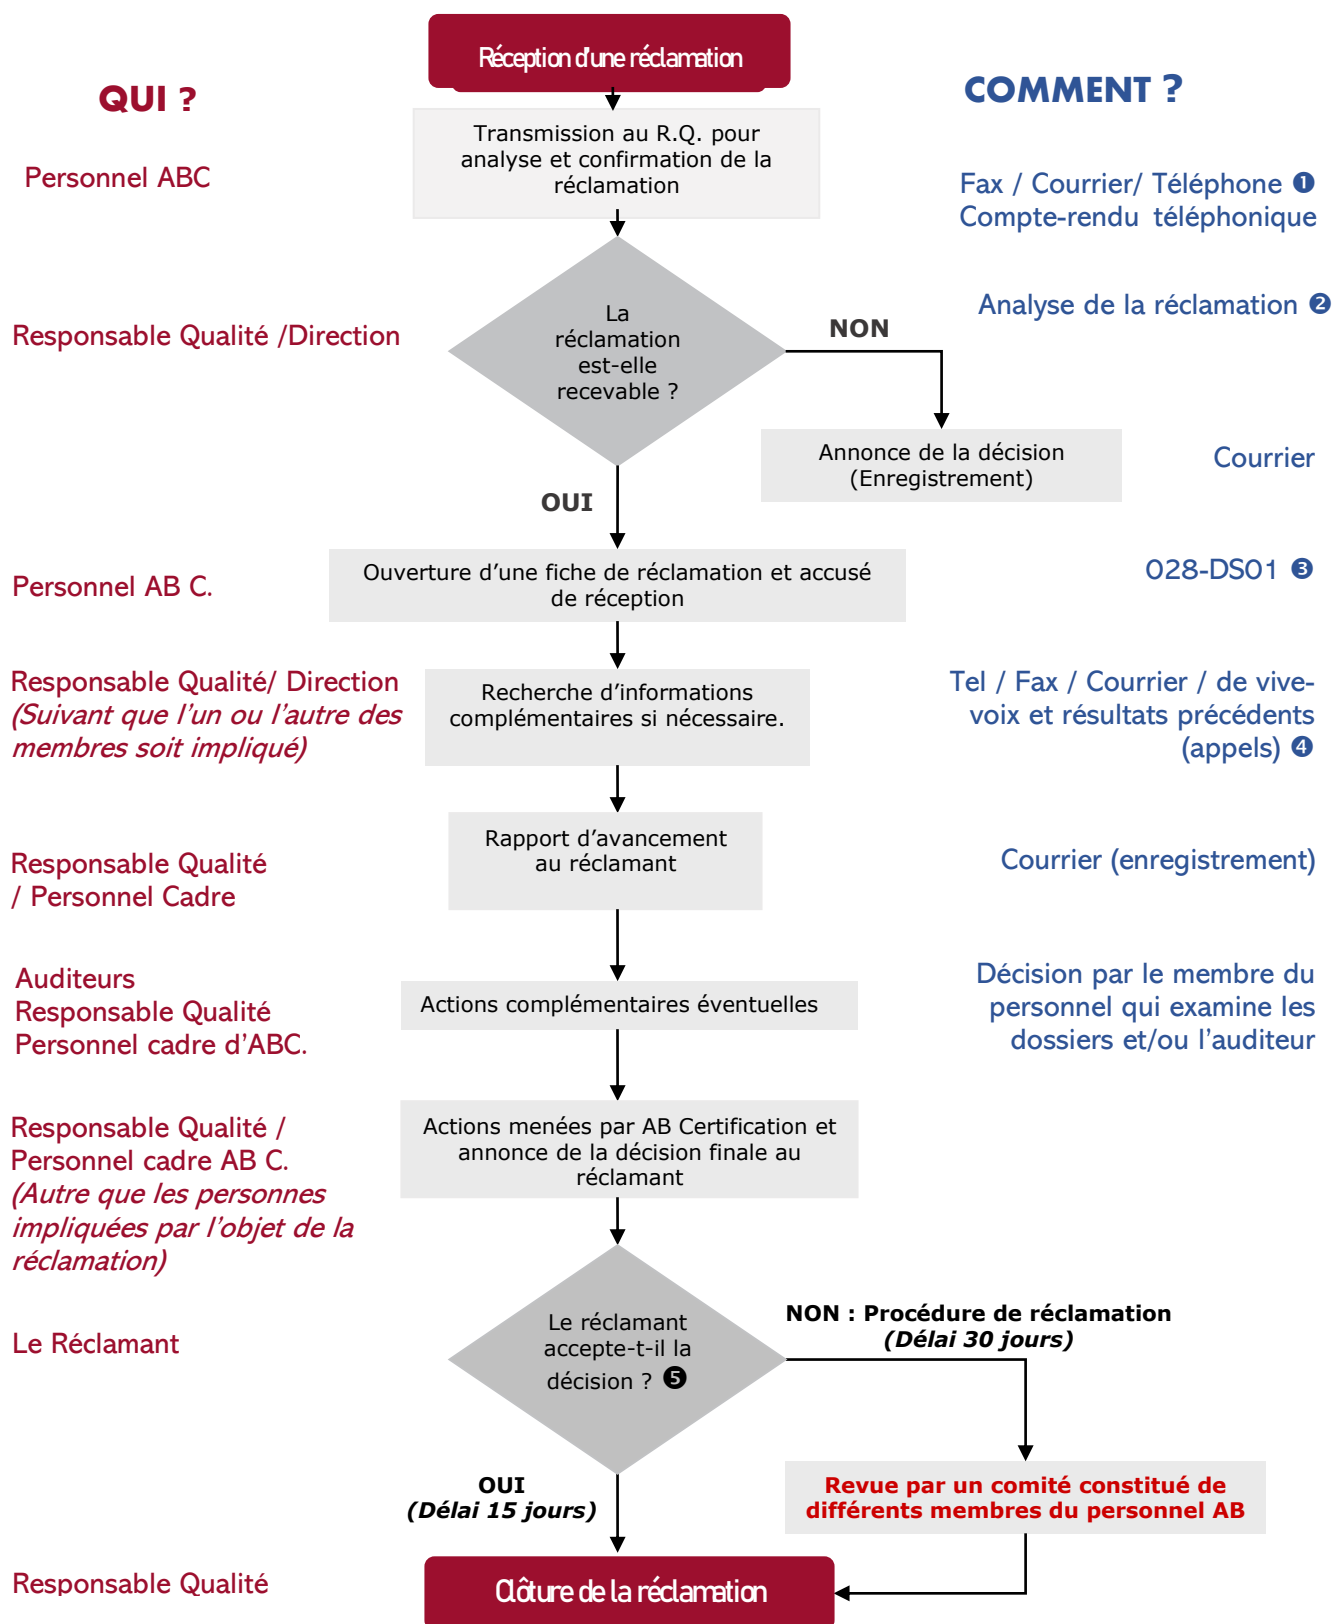 Réception d'une réclamation
QUI ?
COMMENT ?
Transmission au R.Q. pour
analyse et confirmation de la
réclamation
Personnel ABC
Fax / Courrier/ Téléphone ❶
Compte-rendu téléphonique
La
réclamation
est-elle
recevable ?
Responsable Qualité /Direction
NON
Analyse de la réclamation ❷
Annonce de la décision
(Enregistrement)
Courrier
OUI
Ouverture d'une fiche de réclamation et accusé
de réception
Personnel AB C.
028-DS01 ❸
Responsable Qualité/ Direction
(Suivant que l'un ou l'autre des
membres soit impliqué)
Recherche d'informations
complémentaires si nécessaire.
Tel / Fax / Courrier / de vive-
voix et résultats précédents
(appels) ❹
Rapport d'avancement
au réclamant
Responsable Qualité
/ Personnel Cadre
Courrier (enregistrement)
Auditeurs
Responsable Qualité
Personnel cadre d'ABC.
Actions complémentaires éventuelles
Décision par le membre du
personnel qui examine les
dossiers et/ou l'auditeur
Responsable Qualité /
Personnel cadre AB C.
(Autre que les personnes
impliquées par l'objet de la
réclamation)
Actions menées par AB Certification et
annonce de la décision finale au
réclamant
Le Réclamant
Le réclamant
accepte-t-il la
décision ? ❺
NON : Procédure de réclamation
(Délai 30 jours)
OUI
(Délai 15 jours)
Revue par un comité constitué de
différents membres du personnel AB
Responsable Qualité
Clôture de la réclamation